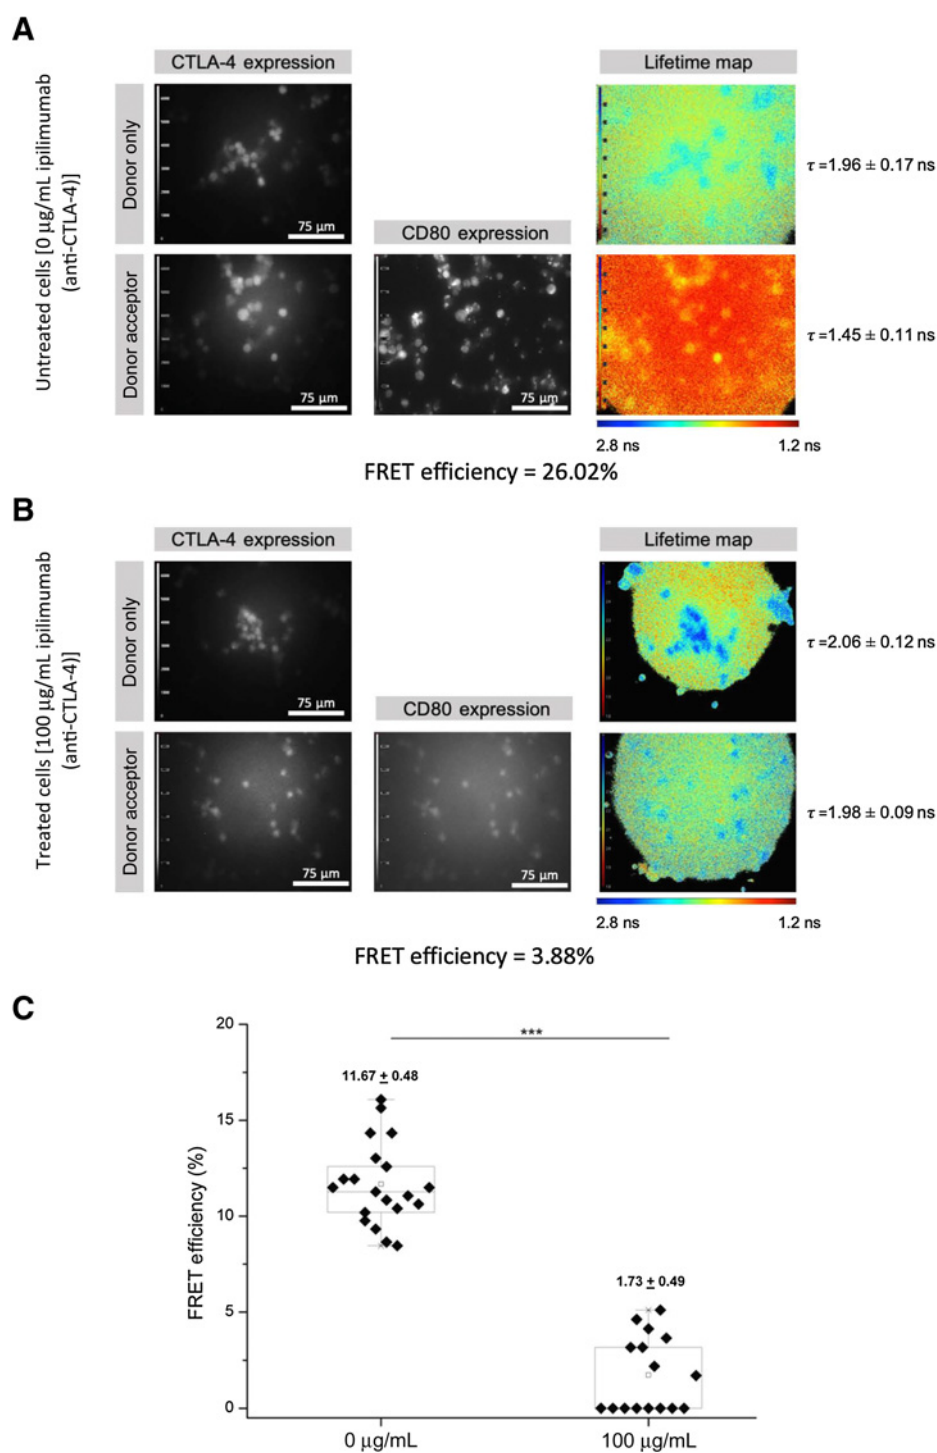 A
CTLA-4 expression
Lifetime map
Untreated cells [0 µg/mL ipilimumab
(anti-CTLA-4)]
Donor only
75 µm
τ =1.96 ± 0.17 ns
CD80 expression
Donor acceptor
75 µm
75 µm
τ=1.45 ± 0.11 ns
2.8 ns
1.2 ns
FRET efficiency = 26.02%
B
CTLA-4 expression
Lifetime map
Treated cells [100 µg/mL ipilimumab
(anti-CTLA-4)]
Donor only
75 µm
τ=2.06 ± 0.12 ns
CD80 expression
Donor acceptor
75 µm
75 µm
τ=1.98 ± 0.09 ns
2.8 ns
1.2 ns
FRET efficiency = 3.88%
C
FRET efficiency (%)
20
15
10
5
0
***
11.67 ± 0.48
1.73 ± 0.49
0 µg/mL
100 µg/mL